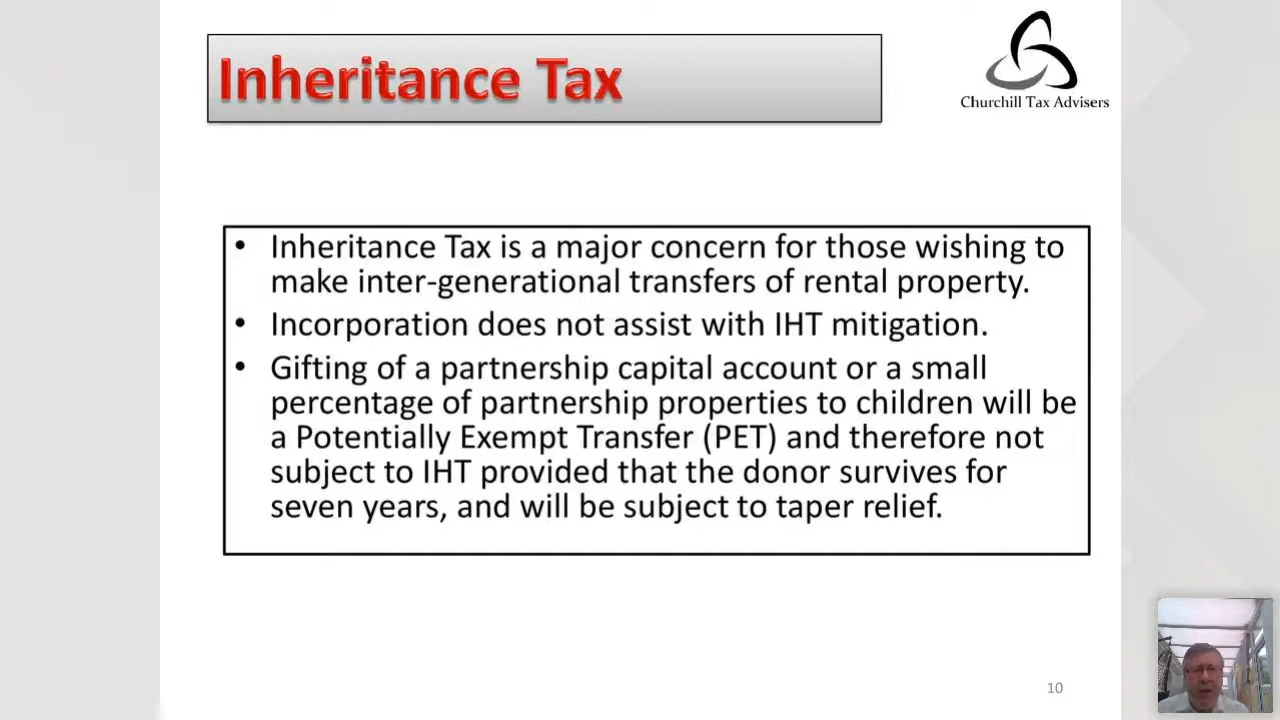 Inheritance Tax
Churchill Tax Advisers
• Inheritance Tax is a major concern for those wishing to
make inter-generational transfers of rental property.
• Incorporation does not assist with IHT mitigation.
• Gifting of a partnership capital account or a small
percentage of partnership properties to children will be
a Potentially Exempt Transfer (PET) and therefore not
subject to IHT provided that the donor survives for
seven years, and will be subject to taper relief.
10